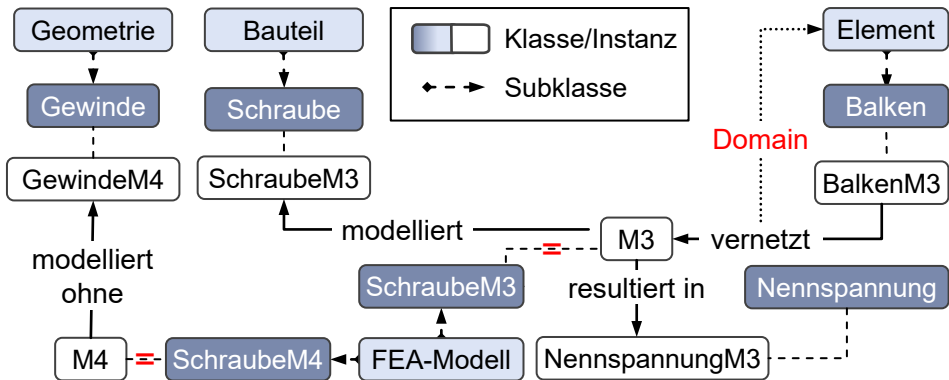 Geometrie
Bauteil
Klasse/Instanz
Element
Subklasse
Gewinde
Schraube
Balken
Domain
GewindeM4
SchraubeM3
BalkenM3
modelliert
M3
vernetzt
modelliert
ohne
SchraubeM3
resultiert in
Nennspannung
M4
SchraubeM4
FEA-Modell
NennspannungM3